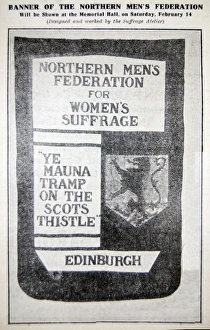 BANNER OF THE NORTHERN MEN'S FEDERATION
Will be Shown at the Memorial Hall, on Saturday, February 14
(Designed and worked by the Suffrage Atelier)
NORTHERN MEN'S
FEDERATION
FOR
WOMEN'S
SUFFRAGE
"YE
MAUNA
TRAMP
ON THE
SCOTS
THISTLE"
EDINBURGH